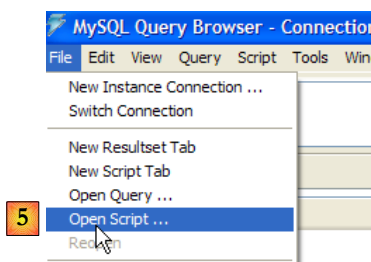 MySQL Query Browser - Connection
File Edit View Query Script Tools Win
New Instance Connection ...
Switch Connection
New Resultset Tab
New Script Tab
Open Query ...
5 Open Script ...